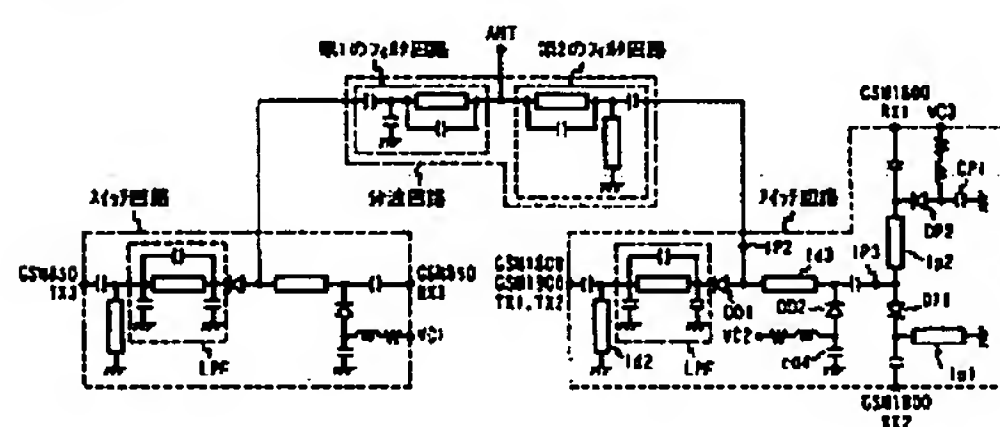 ANT
第1のフィルタ回路
第2のフィルタ回路
分波回路
スイッチ回路
スイッチ回路
GSM1800
RX1
VC3
CP1
DP2
lp2
IP2
IP3
ld3
GSM850
TX3
LPF
GSM850
RX3
VC1
GSM1800
GSM1900
TX1,TX2
LPF
ld2
DD1
DD2
VC2
cd4
DP1
lp1
RX2